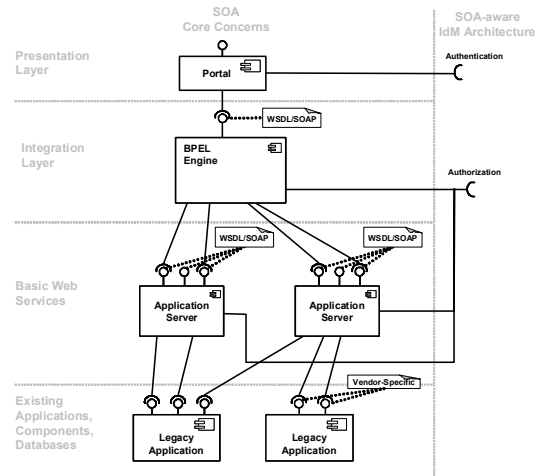 SOA
Core Concerns
SOA-aware
IdM Architecture
Presentation
Layer
Portal
Authentication
WSDL/SOAP
Integration
Layer
BPEL
Engine
Authorization
WSDL/SOAP
WSDL/SOAP
Basic Web
Services
Application
Server
Application
Server
Vendor-Specific
Existing
Applications,
Components,
Databases
Legacy
Application
Legacy
Application